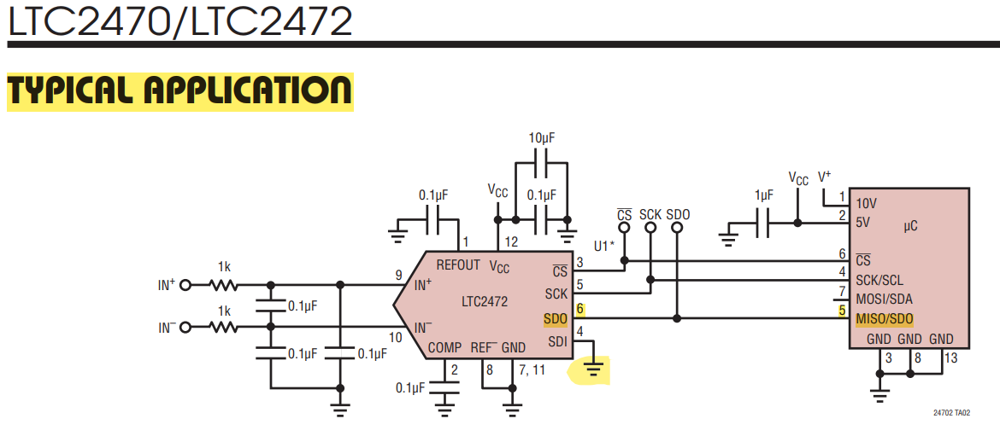 LTC2470/LTC2472
TYPICAL APPLICATION
10µF
VCC
0.1µF
0.1µF
1
12
REFOUT VCC
CS SCK SDO
U1*
1µF
VCC V+
1 10V
2 5V
µC
IN+
1k
9 IN+
LTC2472
CS 3
SCK 5
SDO 6
SDI 4
6 CS
4 SCK/SCL
7 MOSI/SDA
5 MISO/SDO
0.1µF
IN−
1k
10 IN−
0.1µF
0.1µF
COMP REF− GND
2
8
7, 11
0.1µF
GND GND GND
3 8 13
24702 TA02